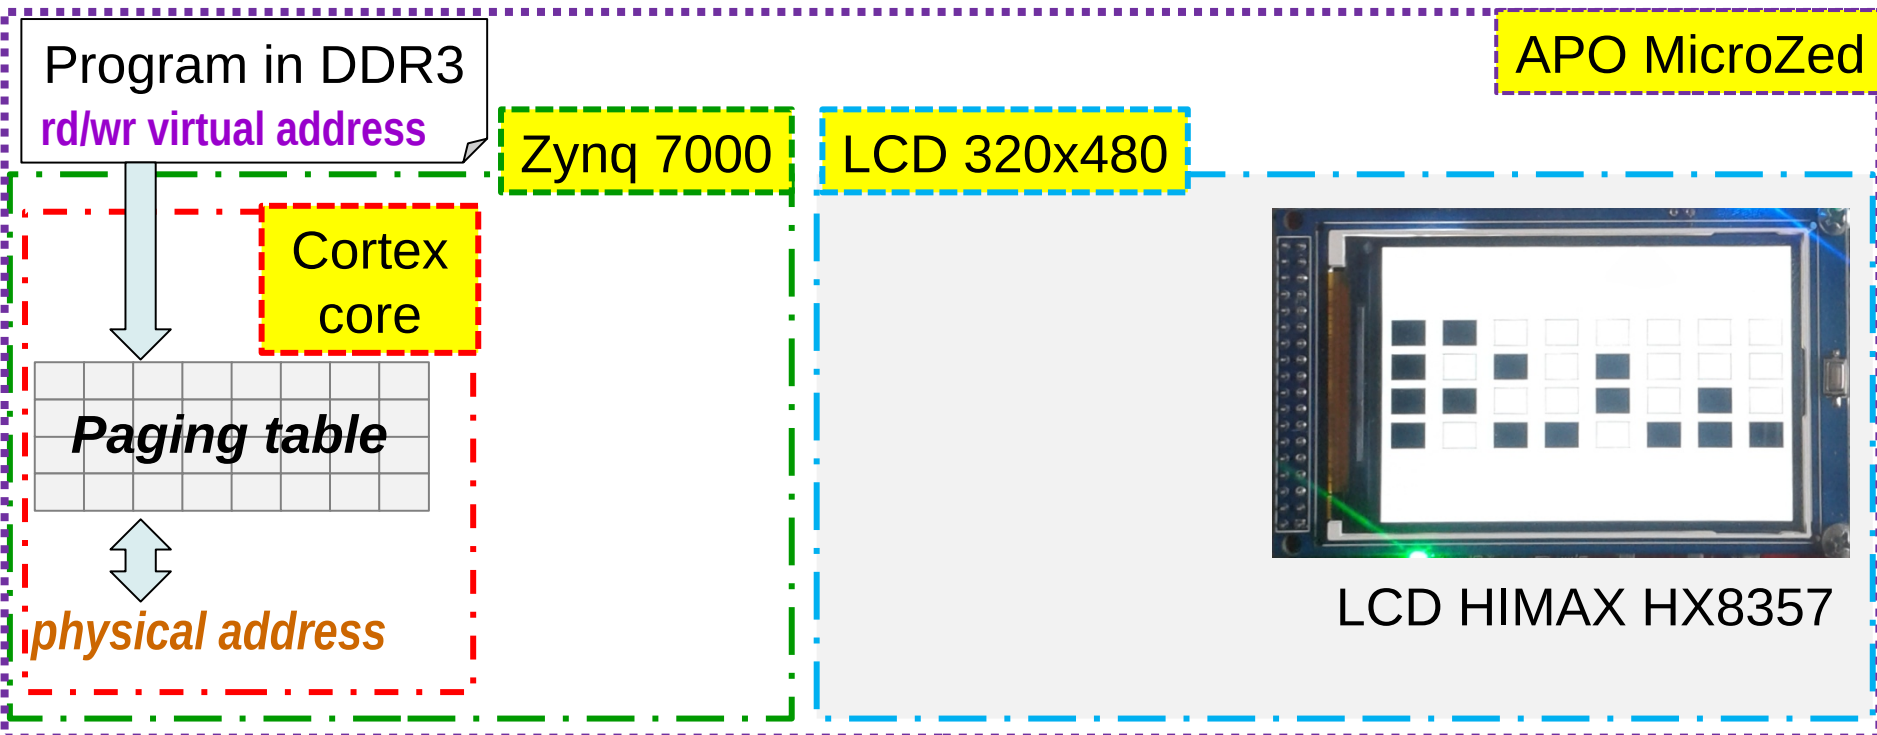 Program in DDR3
rd/wr virtual address
APO MicroZed
Zynq 7000
LCD 320x480
Cortex
core
Paging table
physical address
LCD HIMAX HX8357